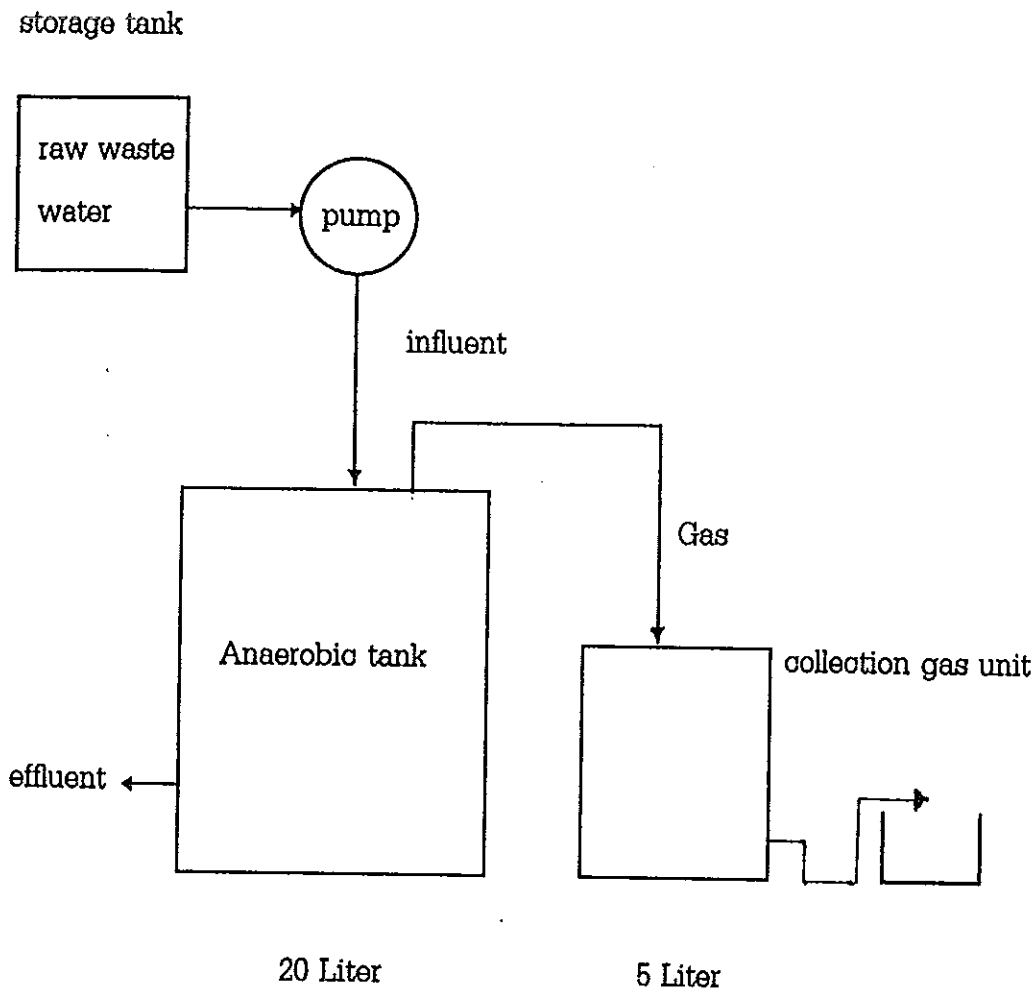 storage tank
raw waste
water
pump
influent
Gas
Anaerobic tank
collection gas unit
effluent
20 Liter
5 Liter